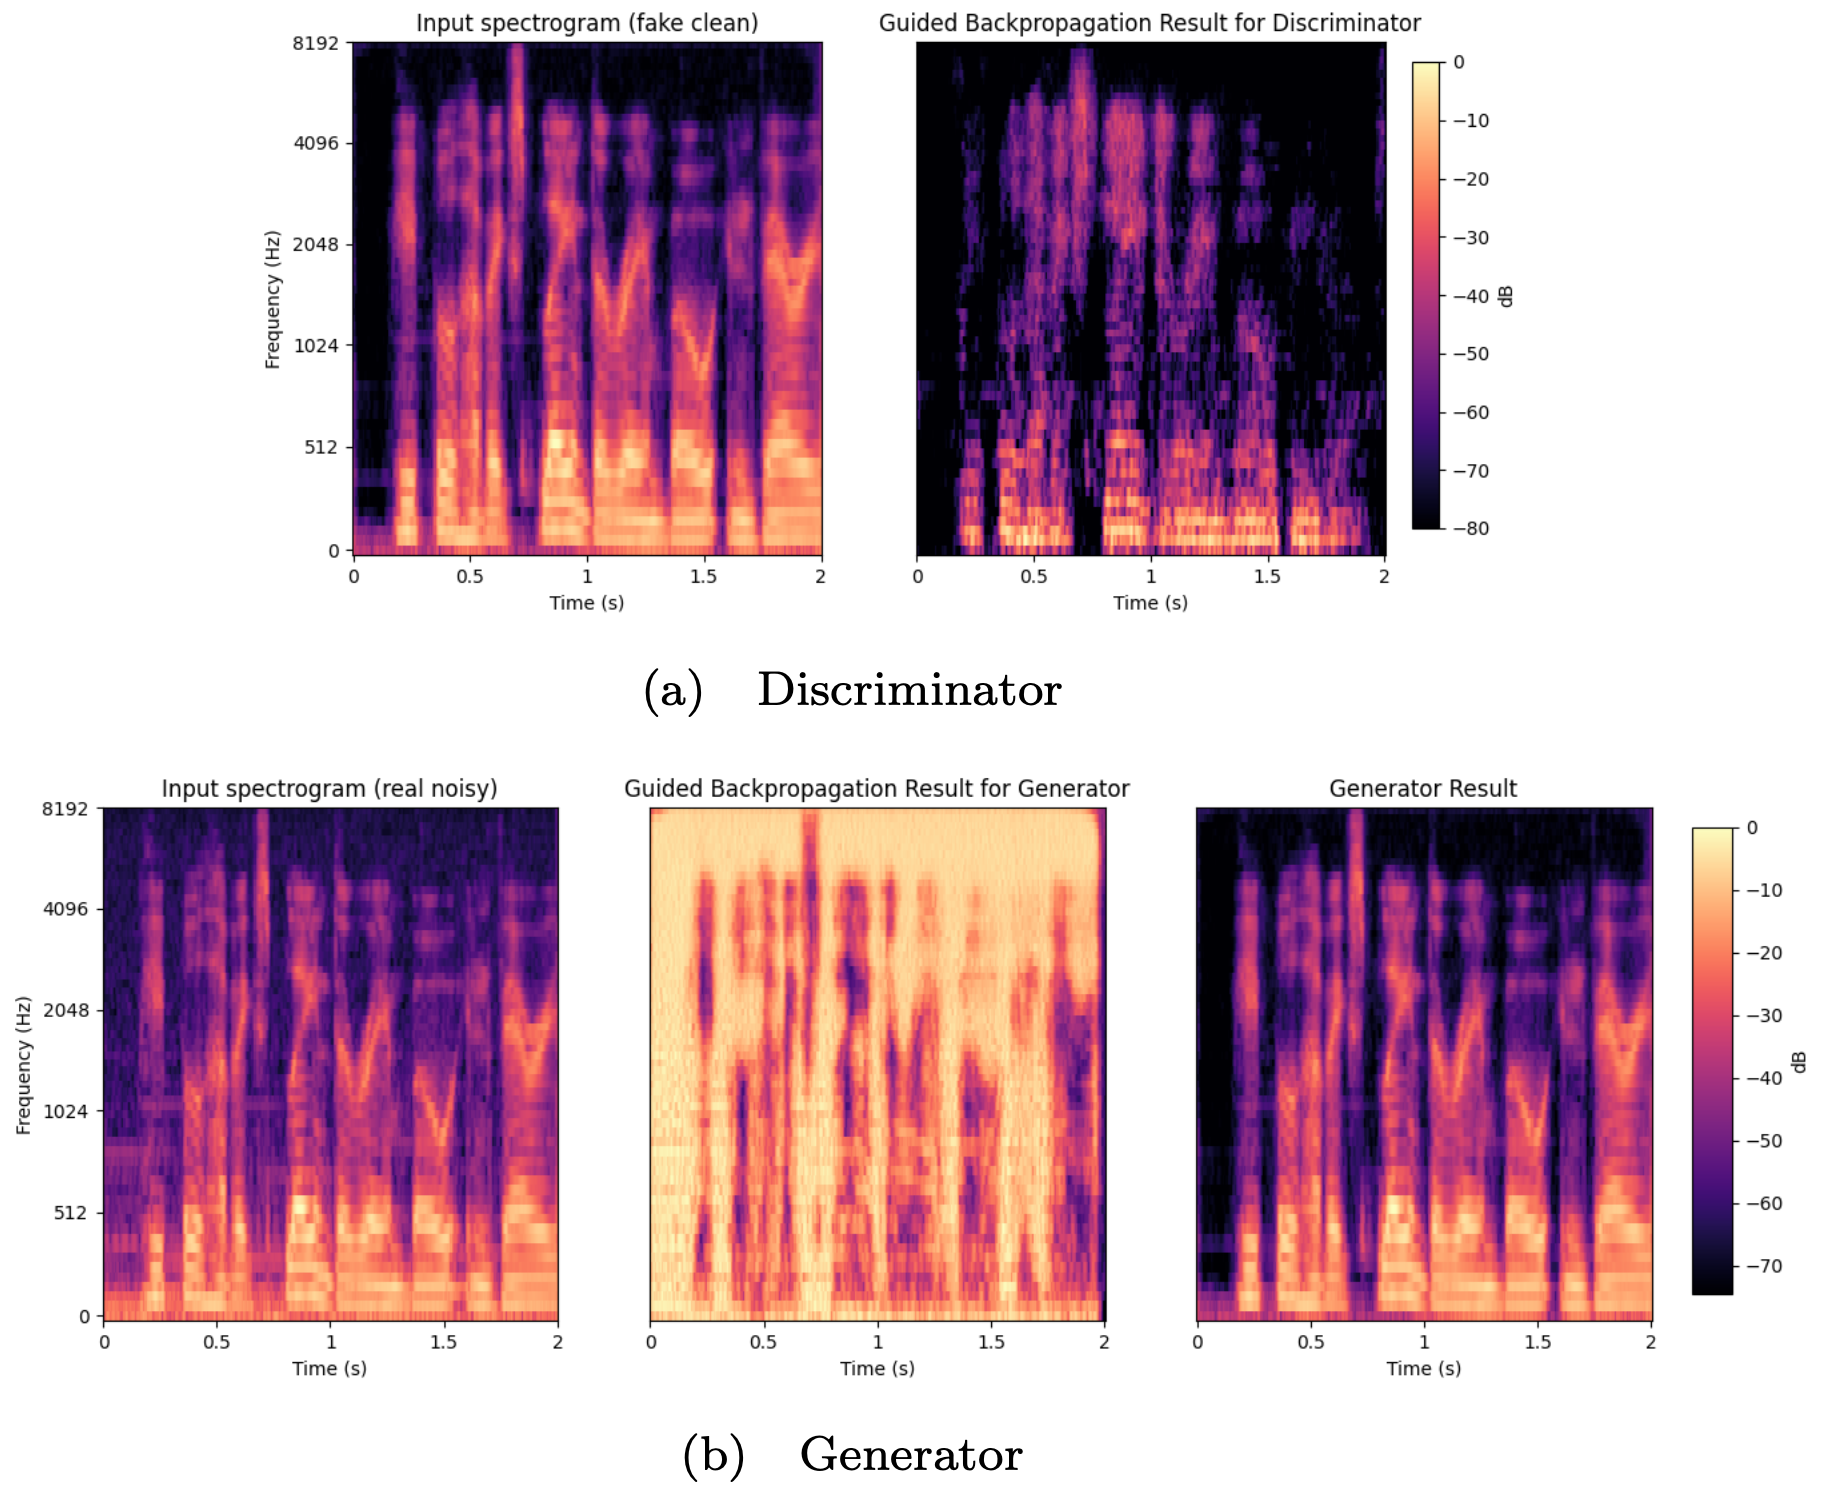 Input spectrogram (fake clean)
Guided Backpropagation Result for Discriminator
8192
4096
2048
1024
512
0
Frequency (Hz)
0 0.5 1 1.5 2
Time (s)
0 0.5 1 1.5 2
Time (s)
0
−10
−20
−30
−40
−50
−60
−70
−80
dB
(a) Discriminator
Input spectrogram (real noisy)
Guided Backpropagation Result for Generator
Generator Result
8192
4096
2048
1024
512
0
Frequency (Hz)
0 0.5 1 1.5 2
Time (s)
0 0.5 1 1.5 2
Time (s)
0 0.5 1 1.5 2
Time (s)
0
−10
−20
−30
−40
−50
−60
−70
dB
(b) Generator